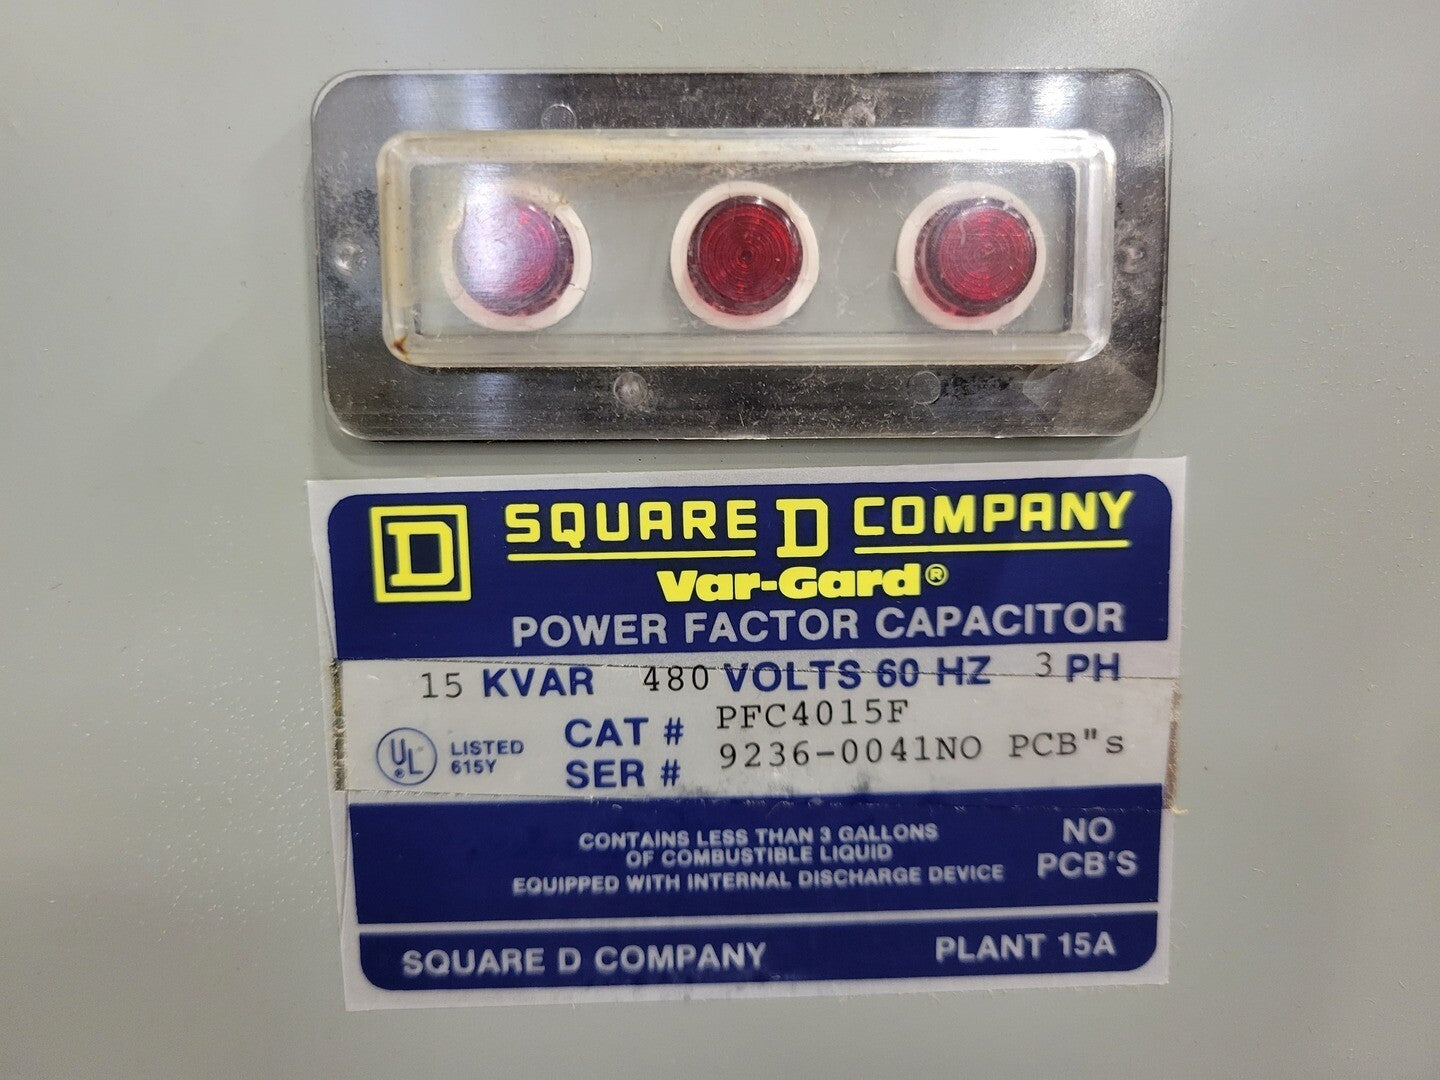 D SQUARE D COMPANY
Var-Gard®
POWER FACTOR CAPACITOR
15 KVAR 480 VOLTS 60 HZ 3 PH
CAT # PFC4015F
UL® LISTED 615Y
SER # 9236-0041NO PCB"s
CONTAINS LESS THAN 3 GALLONS
OF COMBUSTIBLE LIQUID
EQUIPPED WITH INTERNAL DISCHARGE DEVICE
NO
PCB'S
SQUARE D COMPANY PLANT 15A